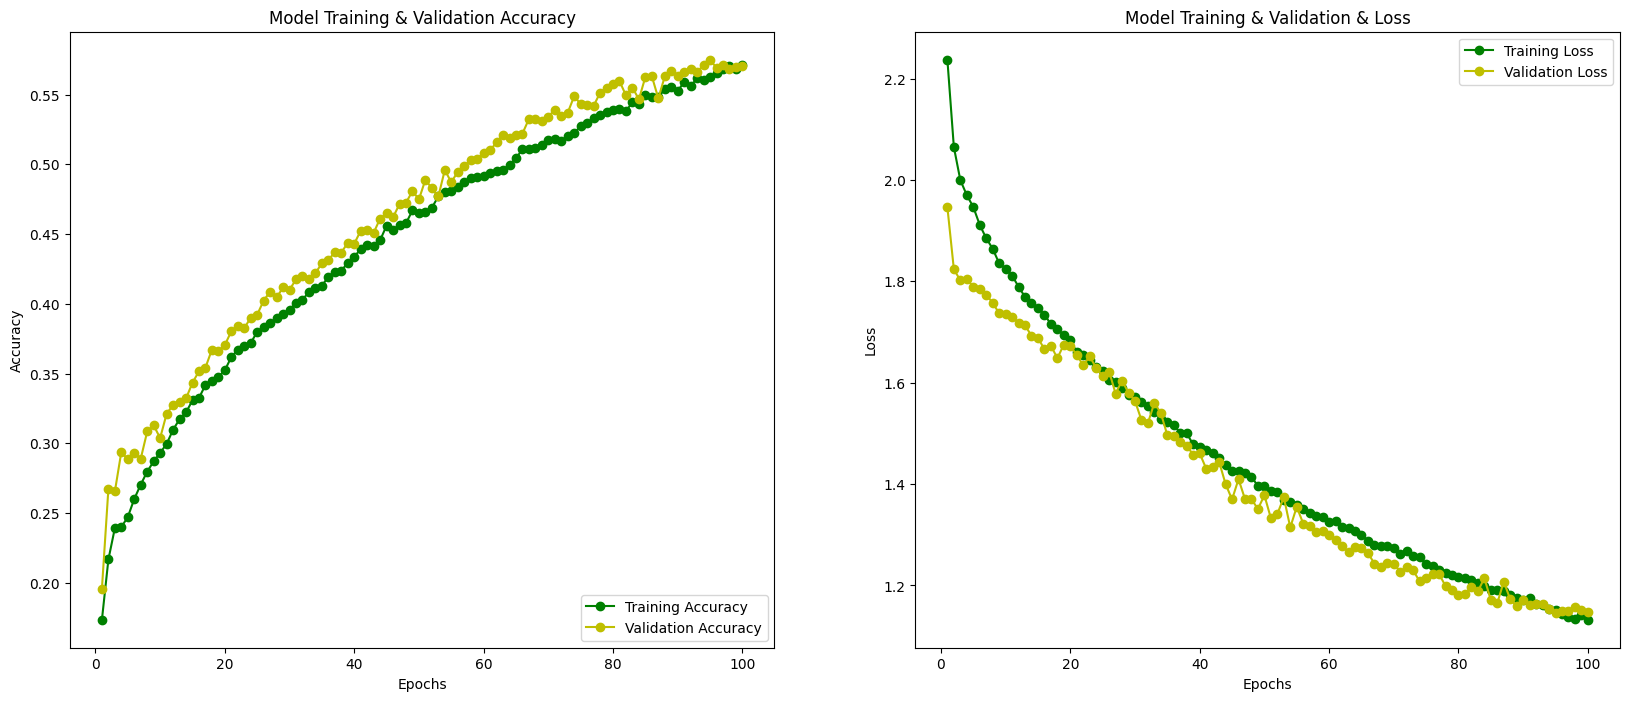 Model Training & Validation Accuracy
0.55
0.50
0.45
0.40
0.35
0.30
0.25
0.20
Accuracy
0 20 40 60 80 100
Epochs
Training Accuracy
Validation Accuracy
Model Training & Validation & Loss
2.2
2.0
1.8
1.6
1.4
1.2
Loss
0 20 40 60 80 100
Epochs
Training Loss
Validation Loss